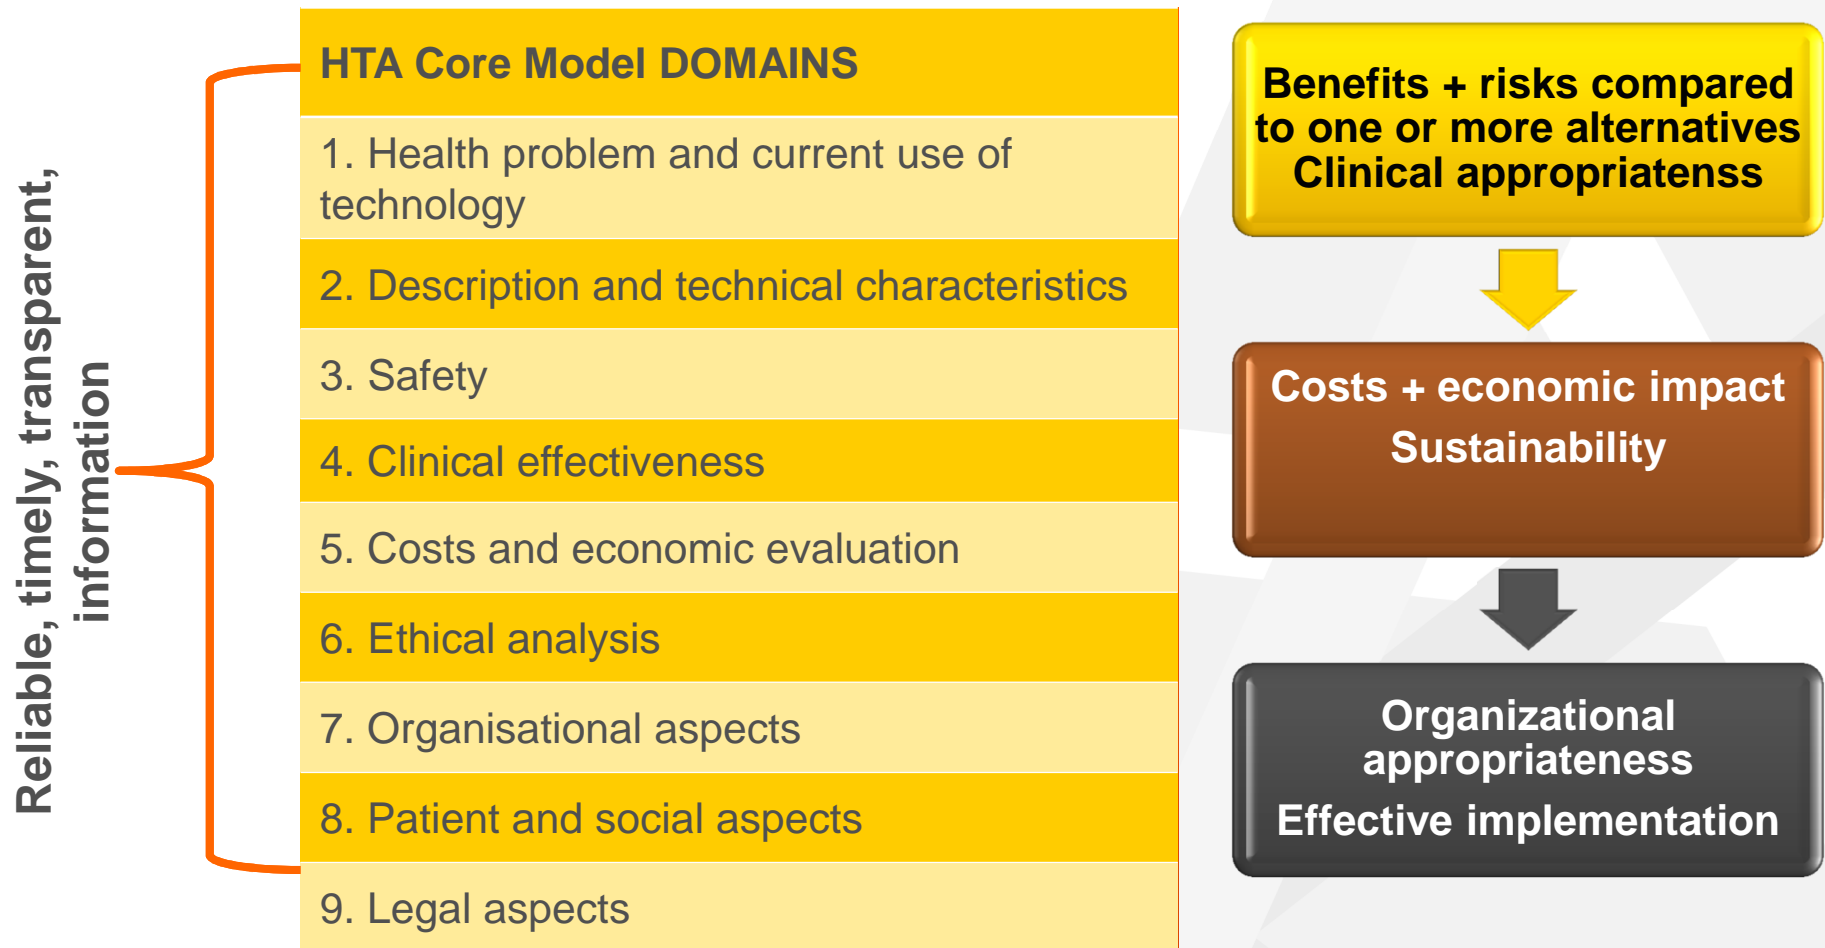 Reliable, timely, transparent,
information
HTA Core Model DOMAINS
1. Health problem and current use of
technology
2. Description and technical characteristics
3. Safety
4. Clinical effectiveness
5. Costs and economic evaluation
6. Ethical analysis
7. Organisational aspects
8. Patient and social aspects
9. Legal aspects
Benefits + risks compared
to one or more alternatives
Clinical appropriatenss
Costs + economic impact
Sustainability
Organizational
appropriateness
Effective implementation